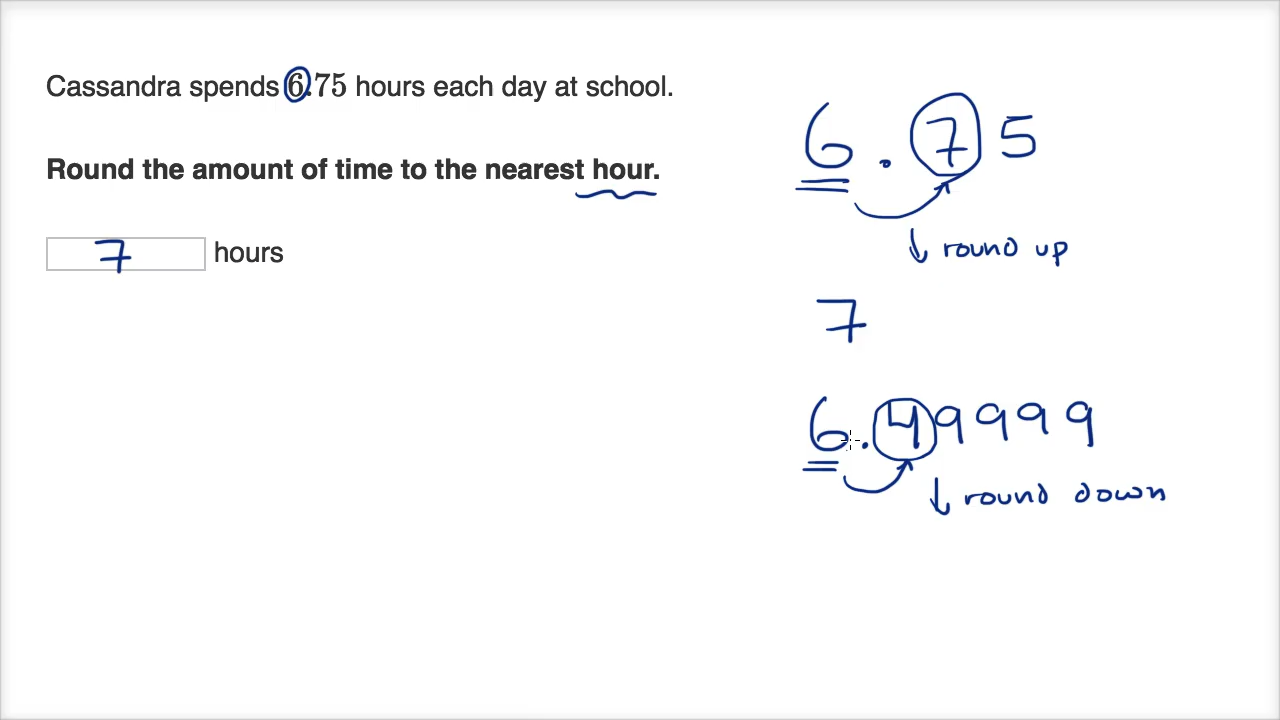 Cassandra spends 6.75 hours each day at school.
Round the amount of time to the nearest hour.
7 hours
6.75
↓ round up
7
6.49999
↓ round down